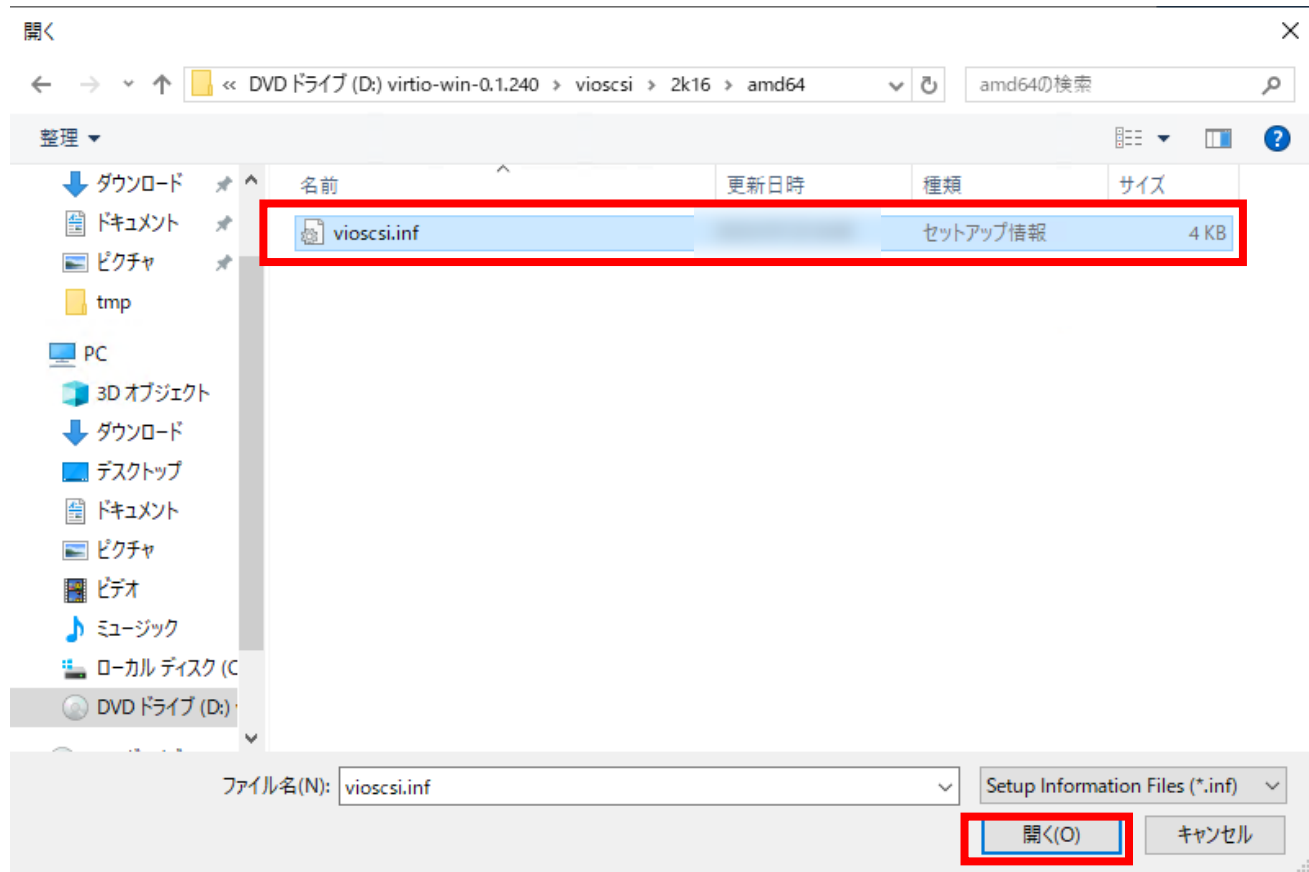 開く
« DVD ドライブ (D:) virtio-win-0.1.240 › vioscsi › 2k16 › amd64
amd64の検索
整理
ダウンロード
ドキュメント
ピクチャ
tmp
PC
3D オブジェクト
ダウンロード
デスクトップ
ドキュメント
ピクチャ
ビデオ
ミュージック
ローカル ディスク (C
DVD ドライブ (D:)
名前 更新日時 種類 サイズ
vioscsi.inf セットアップ情報 4 KB
ファイル名(N): vioscsi.inf Setup Information Files (*.inf)
開く(O) キャンセル